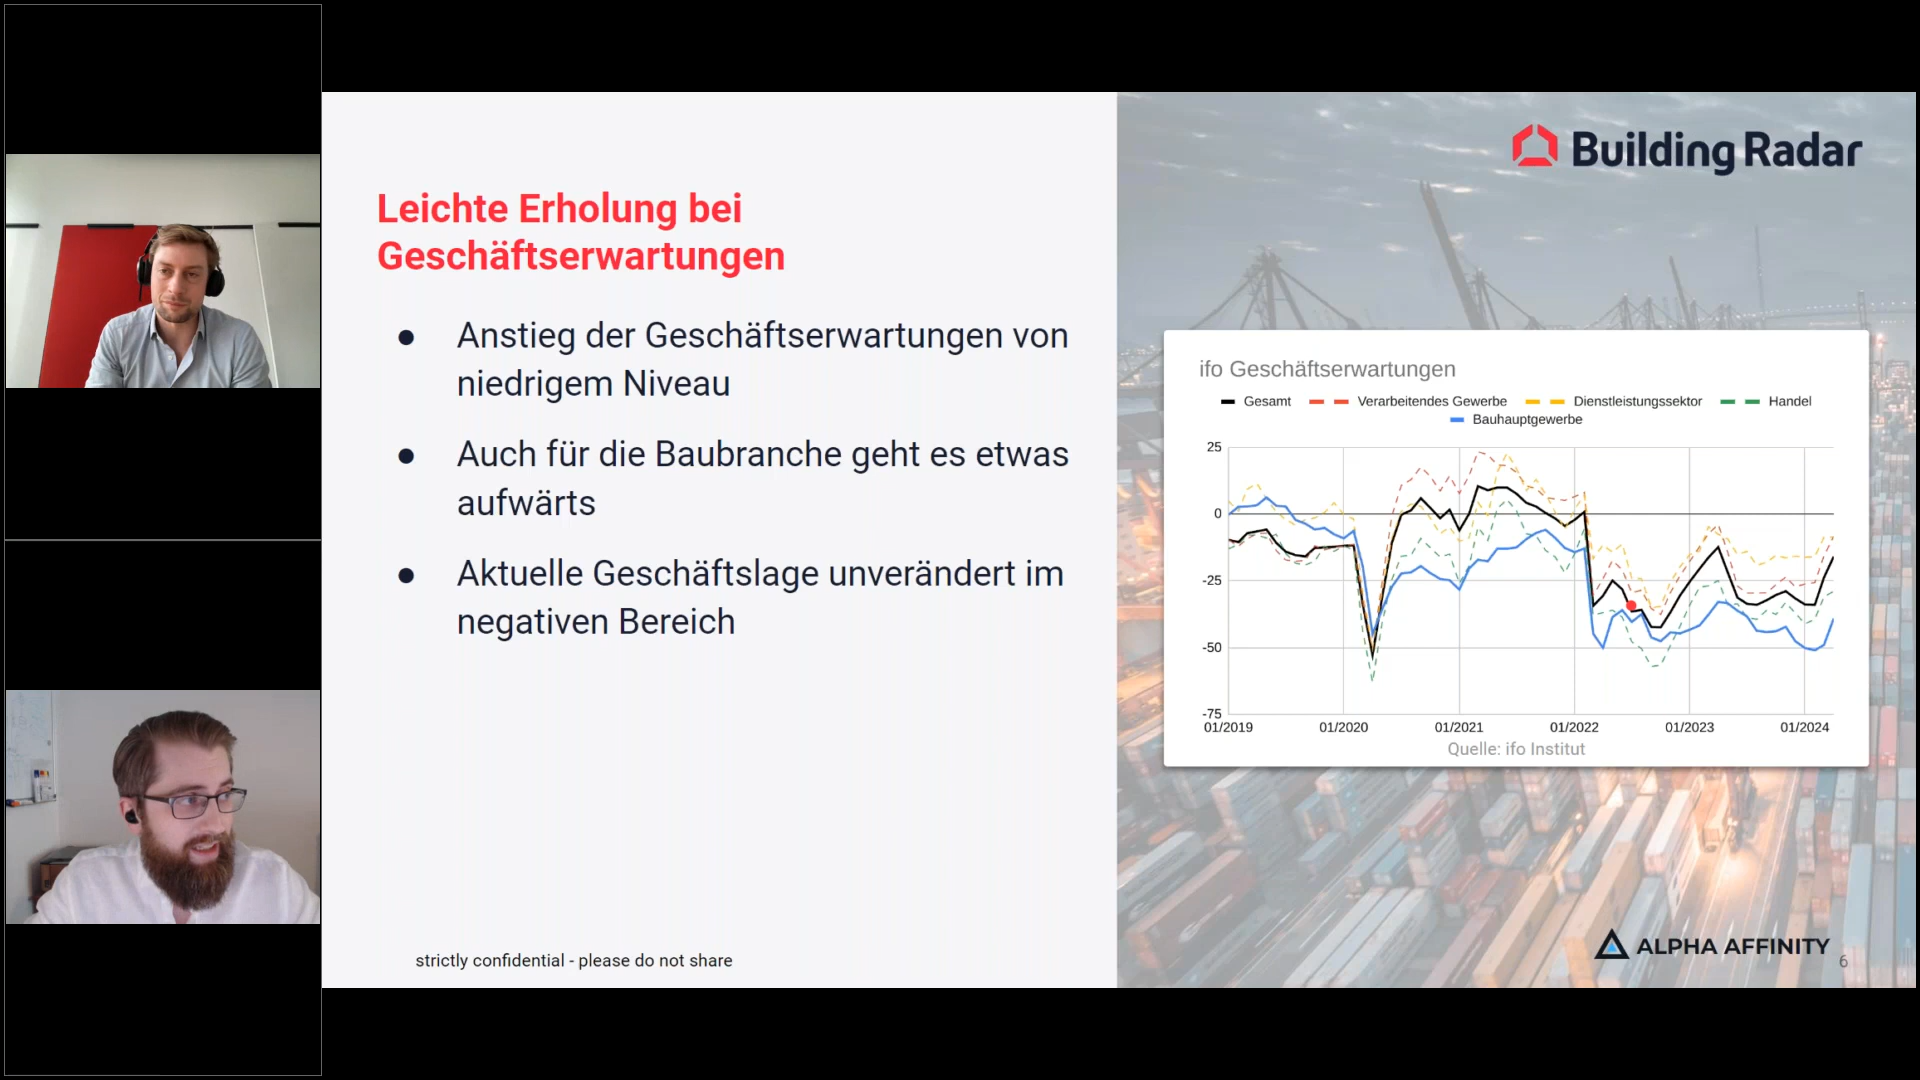 Building Radar
Leichte Erholung bei
Geschäftserwartungen
● Anstieg der Geschäftserwartungen von
niedrigem Niveau
● Auch für die Baubranche geht es etwas
aufwärts
● Aktuelle Geschäftslage unverändert im
negativen Bereich
ifo Geschäftserwartungen
Gesamt Verarbeitendes Gewerbe Dienstleistungssektor Handel
Bauhauptgewerbe
25
0
-25
-50
-75
01/2019 01/2020 01/2021 01/2022 01/2023 01/2024
Quelle: ifo Institut
strictly confidential - please do not share
ALPHA AFFINITY
6